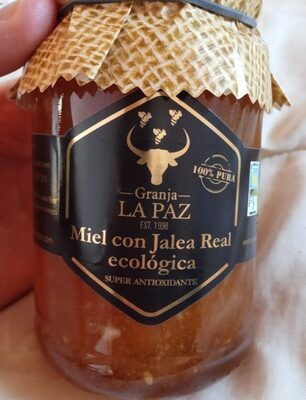 Granja
LA PAZ
EST. 1998
100% PURA
Miel con Jalea Real
ecológica
SUPER ANTIOXIDANTE